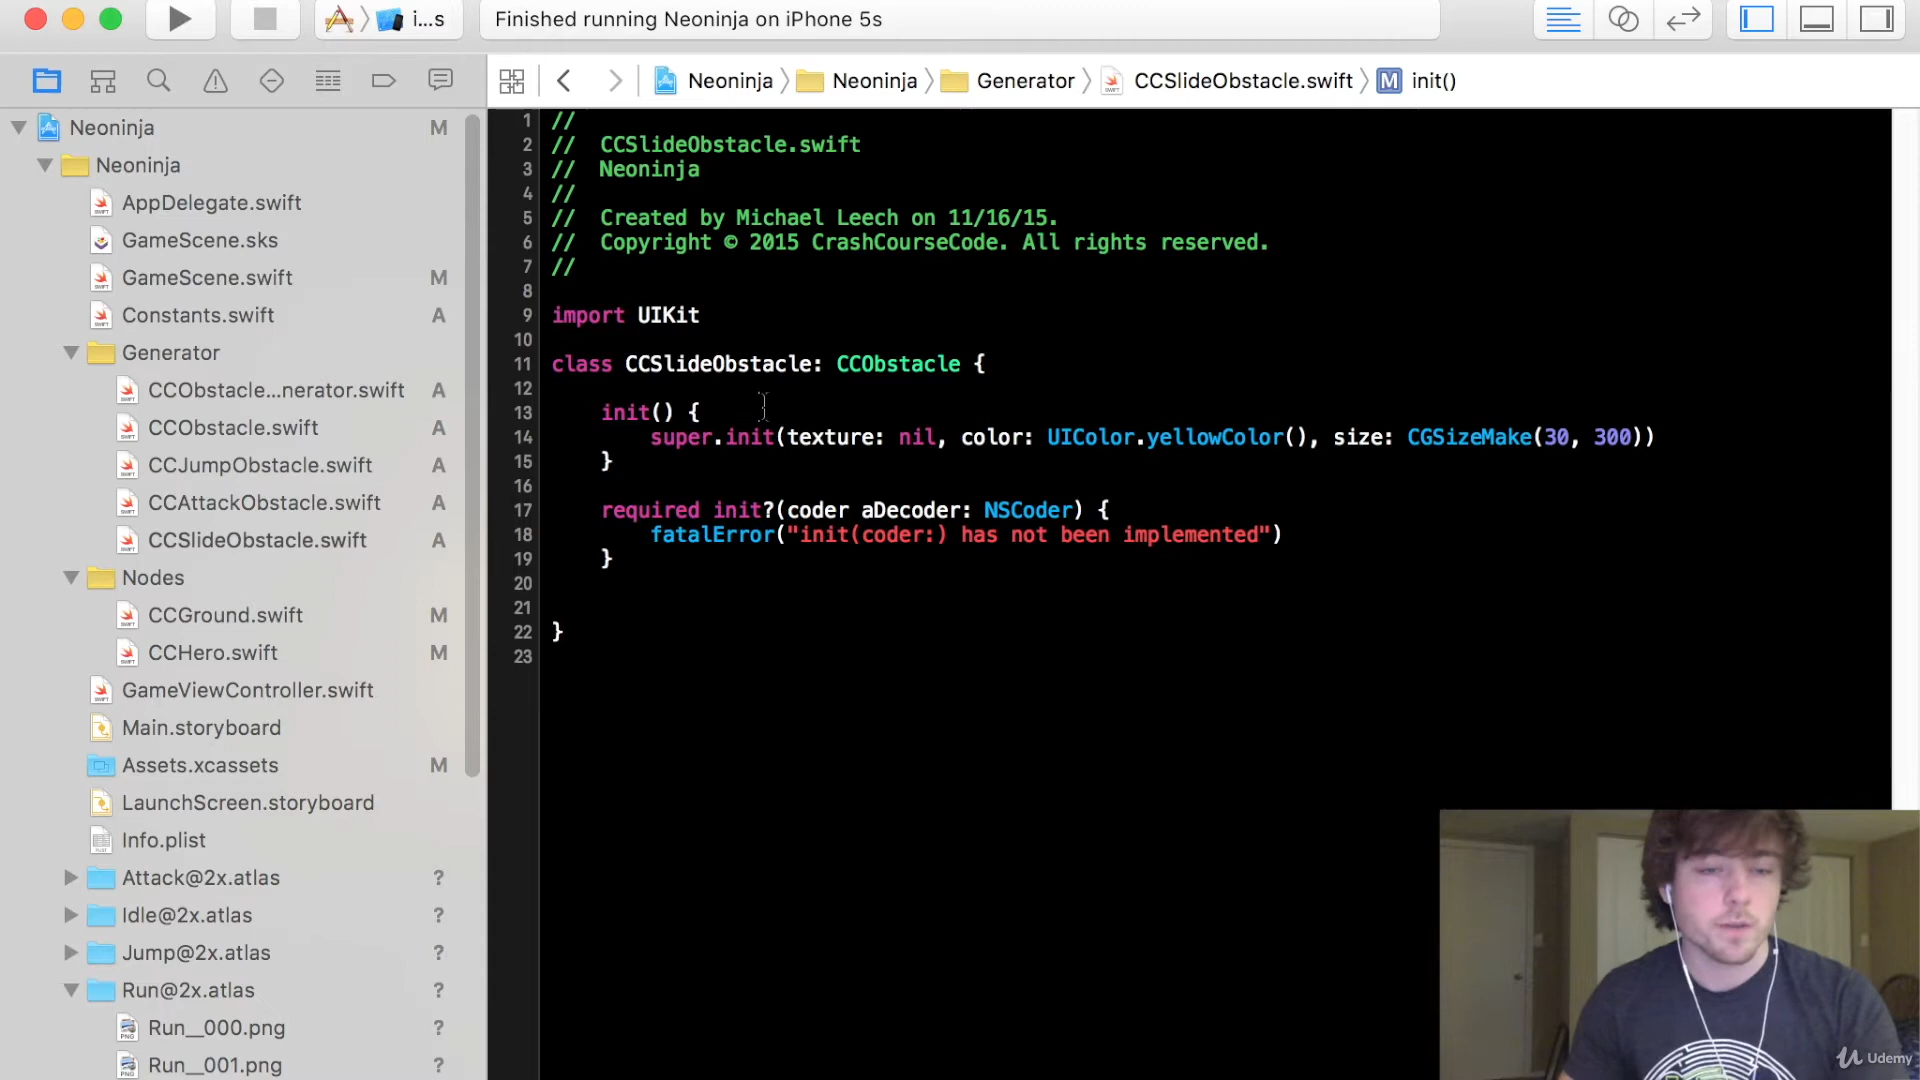 i...s
Finished running Neoninja on iPhone 5s
Neoninja
Neoninja
Generator
CCSlideObstacle.swift
M
init()
Neoninja M
Neoninja
AppDelegate.swift
GameScene.sks
GameScene.swift M
Constants.swift A
Generator
CCObstacle...nerator.swift A
CCObstacle.swift A
CCJumpObstacle.swift A
CCAttackObstacle.swift A
CCSlideObstacle.swift A
Nodes
CCGround.swift M
CCHero.swift M
GameViewController.swift
Main.storyboard
Assets.xcassets M
LaunchScreen.storyboard
Info.plist
Attack@2x.atlas ?
Idle@2x.atlas ?
Jump@2x.atlas ?
Run@2x.atlas ?
Run__000.png ?
Run__001.png ?
1 //
2 // CCSlideObstacle.swift
3 // Neoninja
4 //
5 // Created by Michael Leech on 11/16/15.
6 // Copyright © 2015 CrashCourseCode. All rights reserved.
7 //
8
9 import UIKit
10
11 class CCSlideObstacle: CCObstacle {
12
13 init() {
14 super.init(texture: nil, color: UIColor.yellowColor(), size: CGSizeMake(30, 300))
15 }
16
17 required init?(coder aDecoder: NSCoder) {
18 fatalError("init(coder:) has not been implemented")
19 }
20
21
22 }
23
Udemy